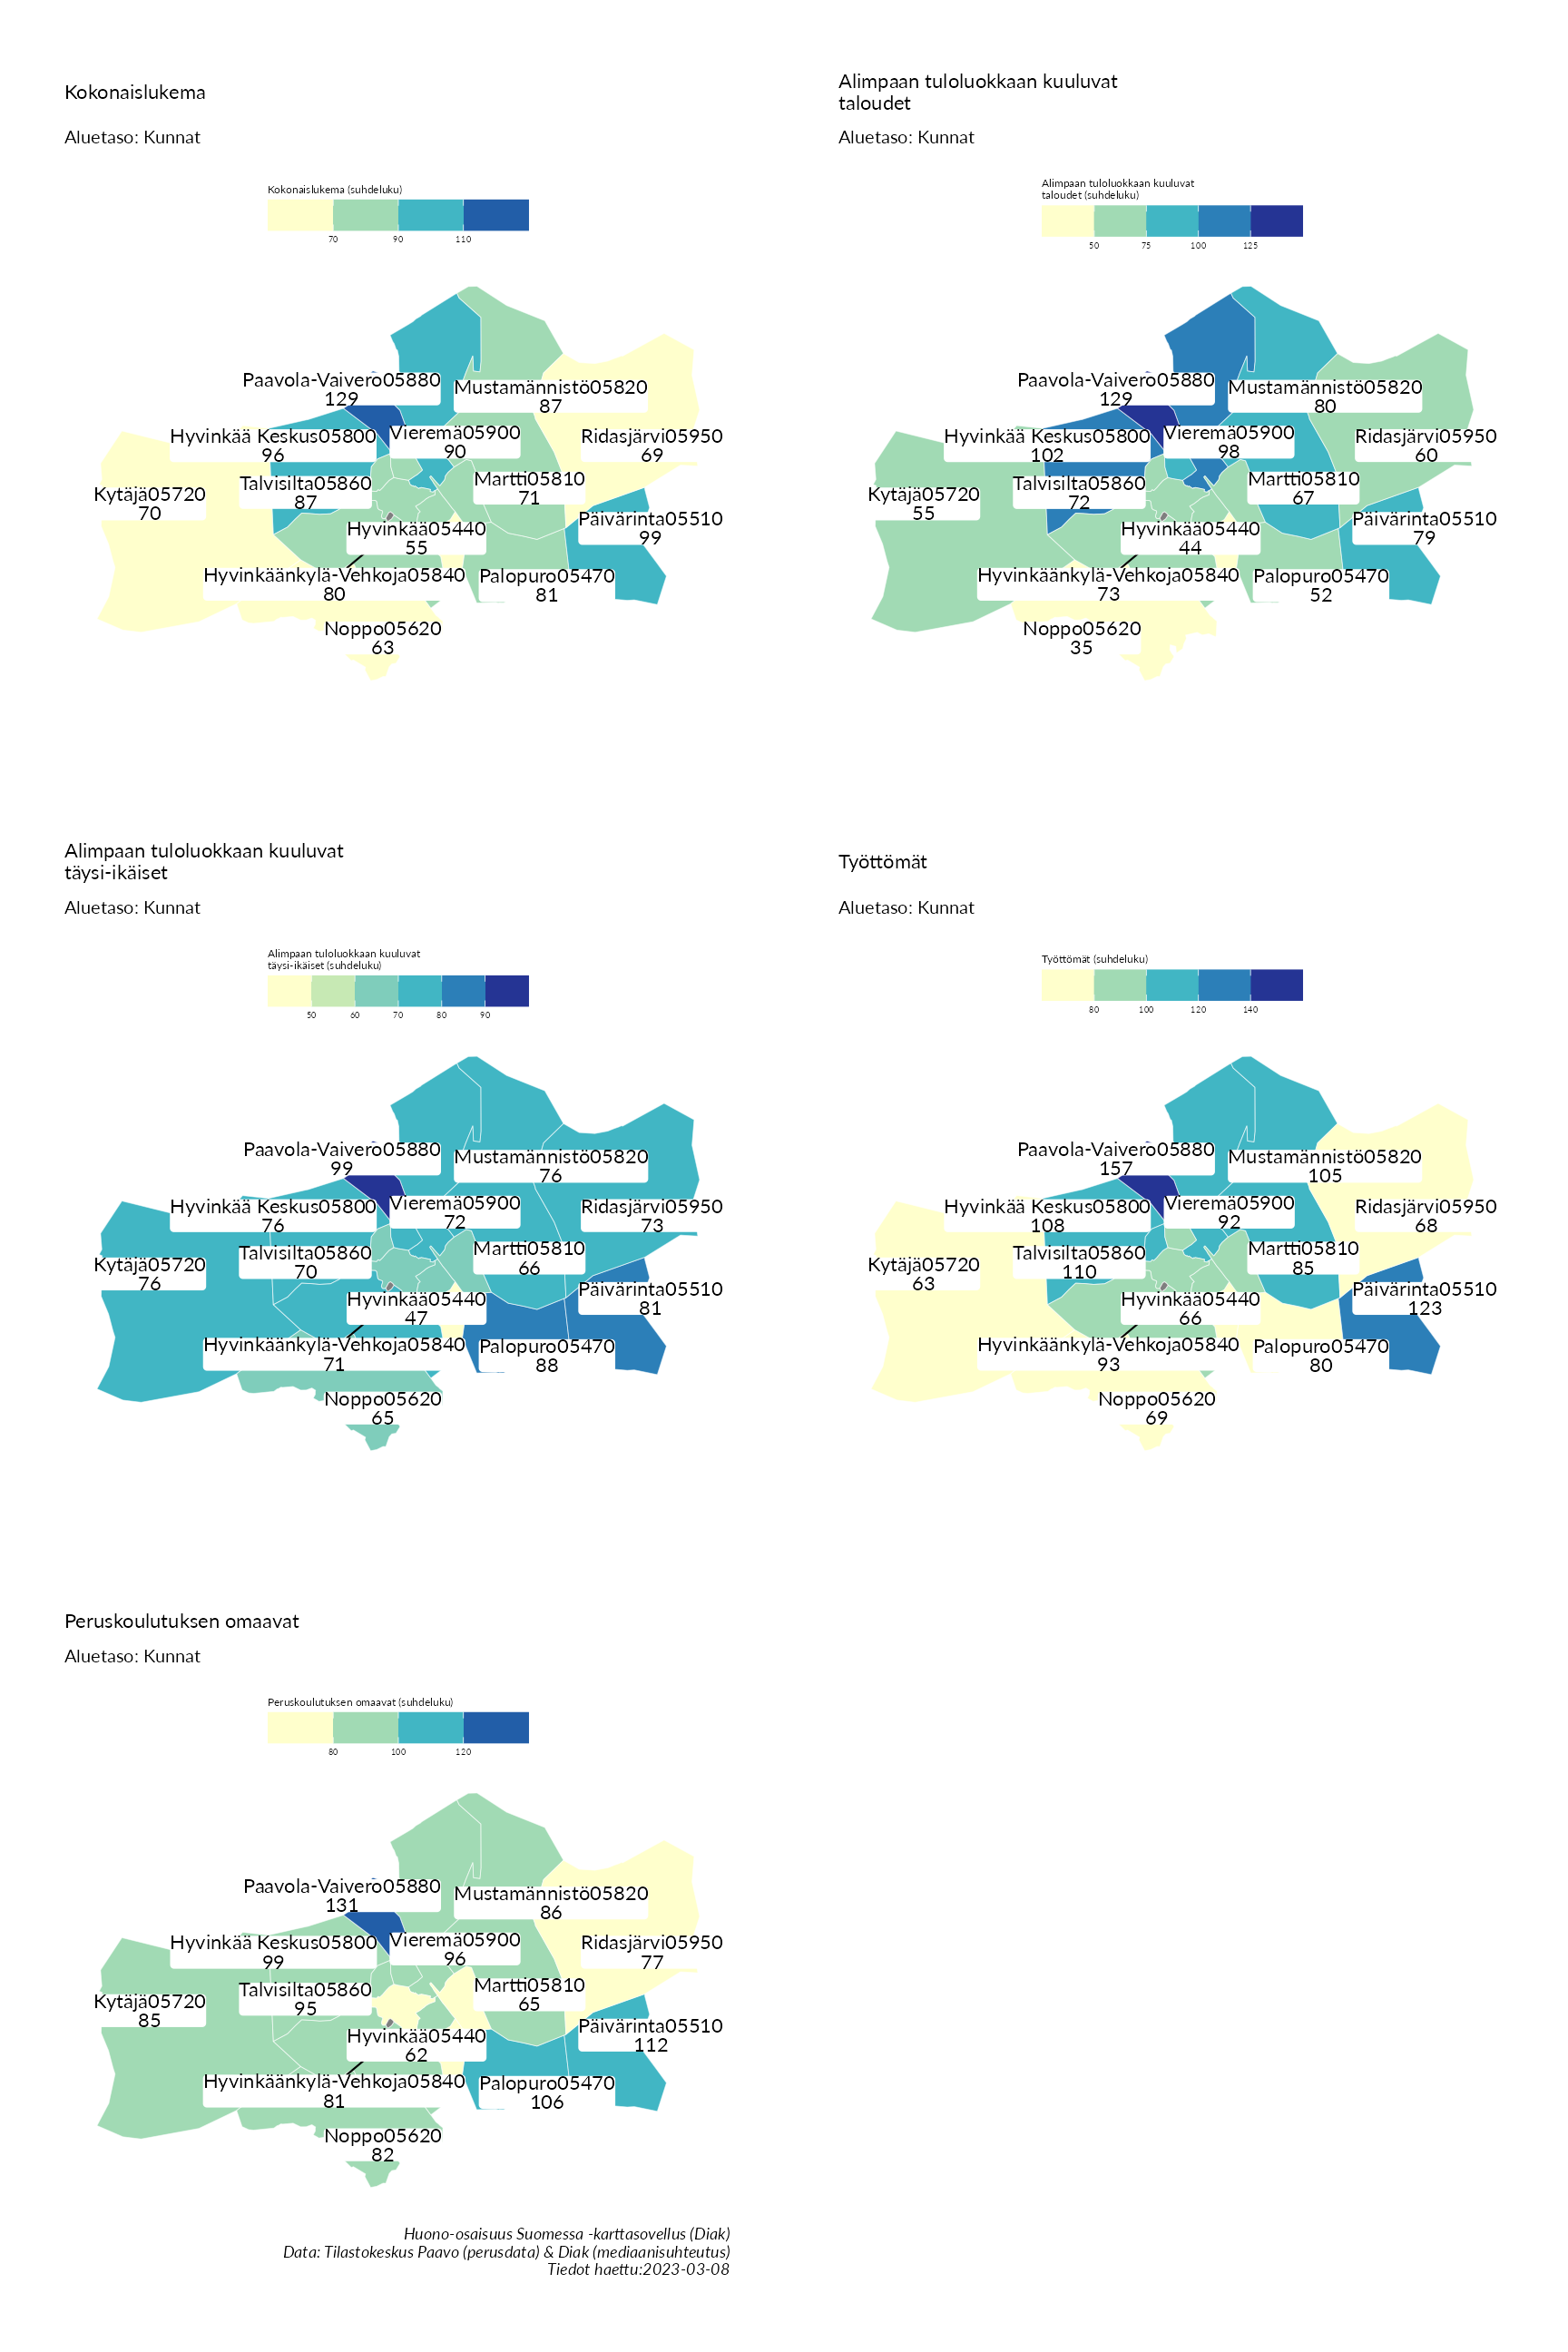 Kokonaislukema
Aluetaso: Kunnat
Kokonaislukema (suhdeluku)
70 90 110
Paavola-Vaivero05880
129
Mustamännistö05820
87
Hyvinkää Keskus05800
96
Vieremä05900
90
Ridasjärvi05950
69
Talvisilta05860
87
Martti05810
71
Kytäjä05720
70
Päivärinta05510
99
Hyvinkää05440
55
Hyvinkäänkylä-Vehkoja05840
80
Palopuro05470
81
Noppo05620
63
Alimpaan tuloluokkaan kuuluvat
taloudet
Aluetaso: Kunnat
Alimpaan tuloluokkaan kuuluvat
taloudet (suhdeluku)
50 75 100 125
Paavola-Vaivero05880
129
Mustamännistö05820
80
Hyvinkää Keskus05800
102
Vieremä05900
98
Ridasjärvi05950
60
Talvisilta05860
72
Martti05810
67
Kytäjä05720
55
Päivärinta05510
79
Hyvinkää05440
44
Hyvinkäänkylä-Vehkoja05840
73
Palopuro05470
52
Noppo05620
35
Alimpaan tuloluokkaan kuuluvat
täysi-ikäiset
Aluetaso: Kunnat
Alimpaan tuloluokkaan kuuluvat
täysi-ikäiset (suhdeluku)
50 60 70 80 90
Paavola-Vaivero05880
99
Mustamännistö05820
76
Hyvinkää Keskus05800
76
Vieremä05900
72
Ridasjärvi05950
73
Talvisilta05860
70
Martti05810
66
Kytäjä05720
76
Päivärinta05510
81
Hyvinkää05440
47
Hyvinkäänkylä-Vehkoja05840
71
Palopuro05470
88
Noppo05620
65
Työttömät
Aluetaso: Kunnat
Työttömät (suhdeluku)
80 100 120 140
Paavola-Vaivero05880
157
Mustamännistö05820
105
Hyvinkää Keskus05800
108
Vieremä05900
92
Ridasjärvi05950
68
Talvisilta05860
110
Martti05810
85
Kytäjä05720
63
Päivärinta05510
123
Hyvinkää05440
66
Hyvinkäänkylä-Vehkoja05840
93
Palopuro05470
80
Noppo05620
69
Peruskoulutuksen omaavat
Aluetaso: Kunnat
Peruskoulutuksen omaavat (suhdeluku)
80 100 120
Paavola-Vaivero05880
131
Mustamännistö05820
86
Hyvinkää Keskus05800
99
Vieremä05900
96
Ridasjärvi05950
77
Talvisilta05860
95
Martti05810
65
Kytäjä05720
85
Päivärinta05510
112
Hyvinkää05440
62
Hyvinkäänkylä-Vehkoja05840
81
Palopuro05470
106
Noppo05620
82
Huono-osaisuus Suomessa -karttasovellus (Diak)
Data: Tilastokeskus Paavo (perusdata) & Diak (mediaanisuhteutus)
Tiedot haettu:2023-03-08